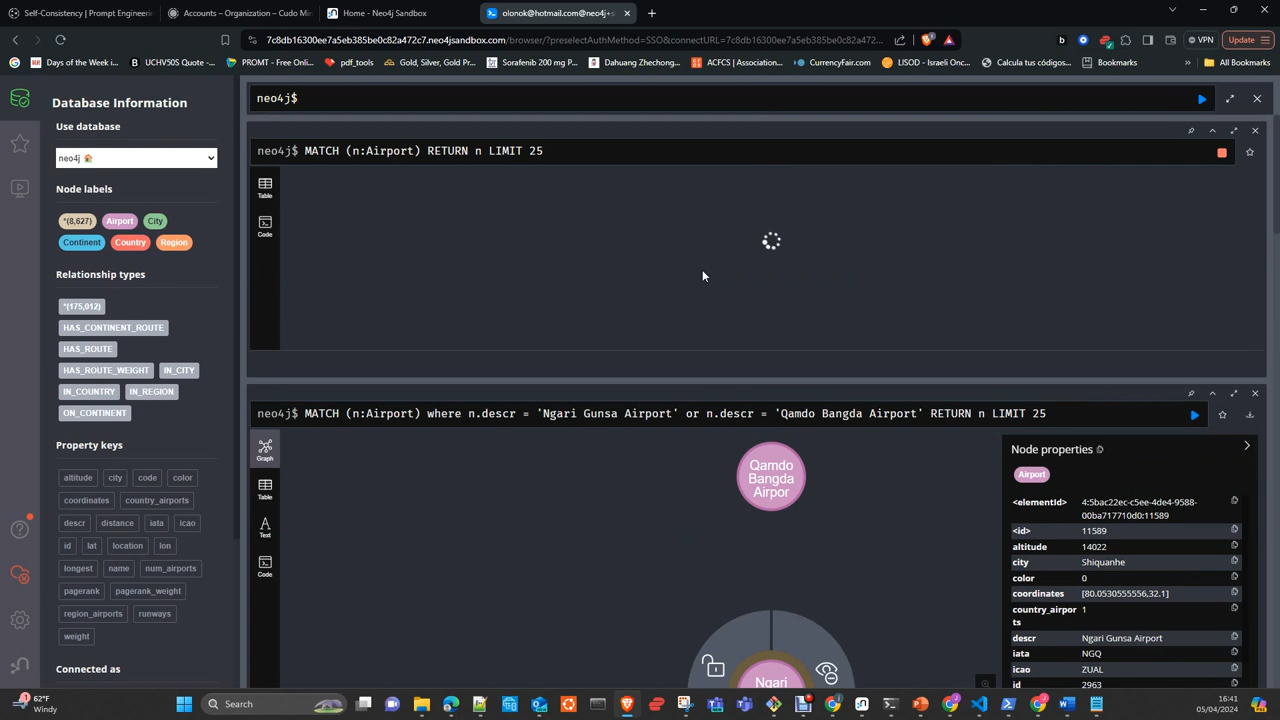 Self-Consistency | Prompt Engineering
Accounts – Organization – Cudo Min
Home - Neo4j Sandbox
olonok@hotmail.com@neo4j+s
7c8db16300ee7a5eb385be0c82a472c7.neo4jsandbox.com/browser/?preselectAuthMethod=SSO&connectURL=7c8db16300ee7a5eb385be0c82a472c7....
VPN
Update
Days of the Week i...
UCHV50S Quote -...
PROMT - Free Onli...
pdf_tools
Gold, Silver, Gold Pr...
Sorafenib 200 mg P...
Dahuang Zhechong...
ACFCS | Association...
CurrencyFair.com
LISOD - Israeli Onco...
Calcula tus códigos...
Bookmarks
»
All Bookmarks
Database Information
Use database
neo4j
Node labels
*(8,627) Airport City
Continent Country Region
Relationship types
*(175,012)
HAS_CONTINENT_ROUTE
HAS_ROUTE
HAS_ROUTE_WEIGHT IN_CITY
IN_COUNTRY IN_REGION
ON_CONTINENT
Property keys
altitude city code color
coordinates country_airports
descr distance iata icao
id lat location lon
longest name num_airports
pagerank pagerank_weight
region_airports runways
weight
Connected as
neo4j$
neo4j$ MATCH (n:Airport) RETURN n LIMIT 25
Table
Code
neo4j$ MATCH (n:Airport) where n.descr = 'Ngari Gunsa Airport' or n.descr = 'Qamdo Bangda Airport' RETURN n LIMIT 25
Graph
Table
Text
Code
Qamdo
Bangda
Airpor
Ngari
Node properties
Airport
<elementId> 4:5bac22ec-c5ee-4de4-9588-
00ba717710d0:11589
<id> 11589
altitude 14022
city Shiquanhe
color 0
coordinates [80.0530555556,32.1]
country_airpor 1
ts
descr Ngari Gunsa Airport
iata NGQ
icao ZUAL
id 2963
62°F
Windy
Search
16:41
05/04/2024